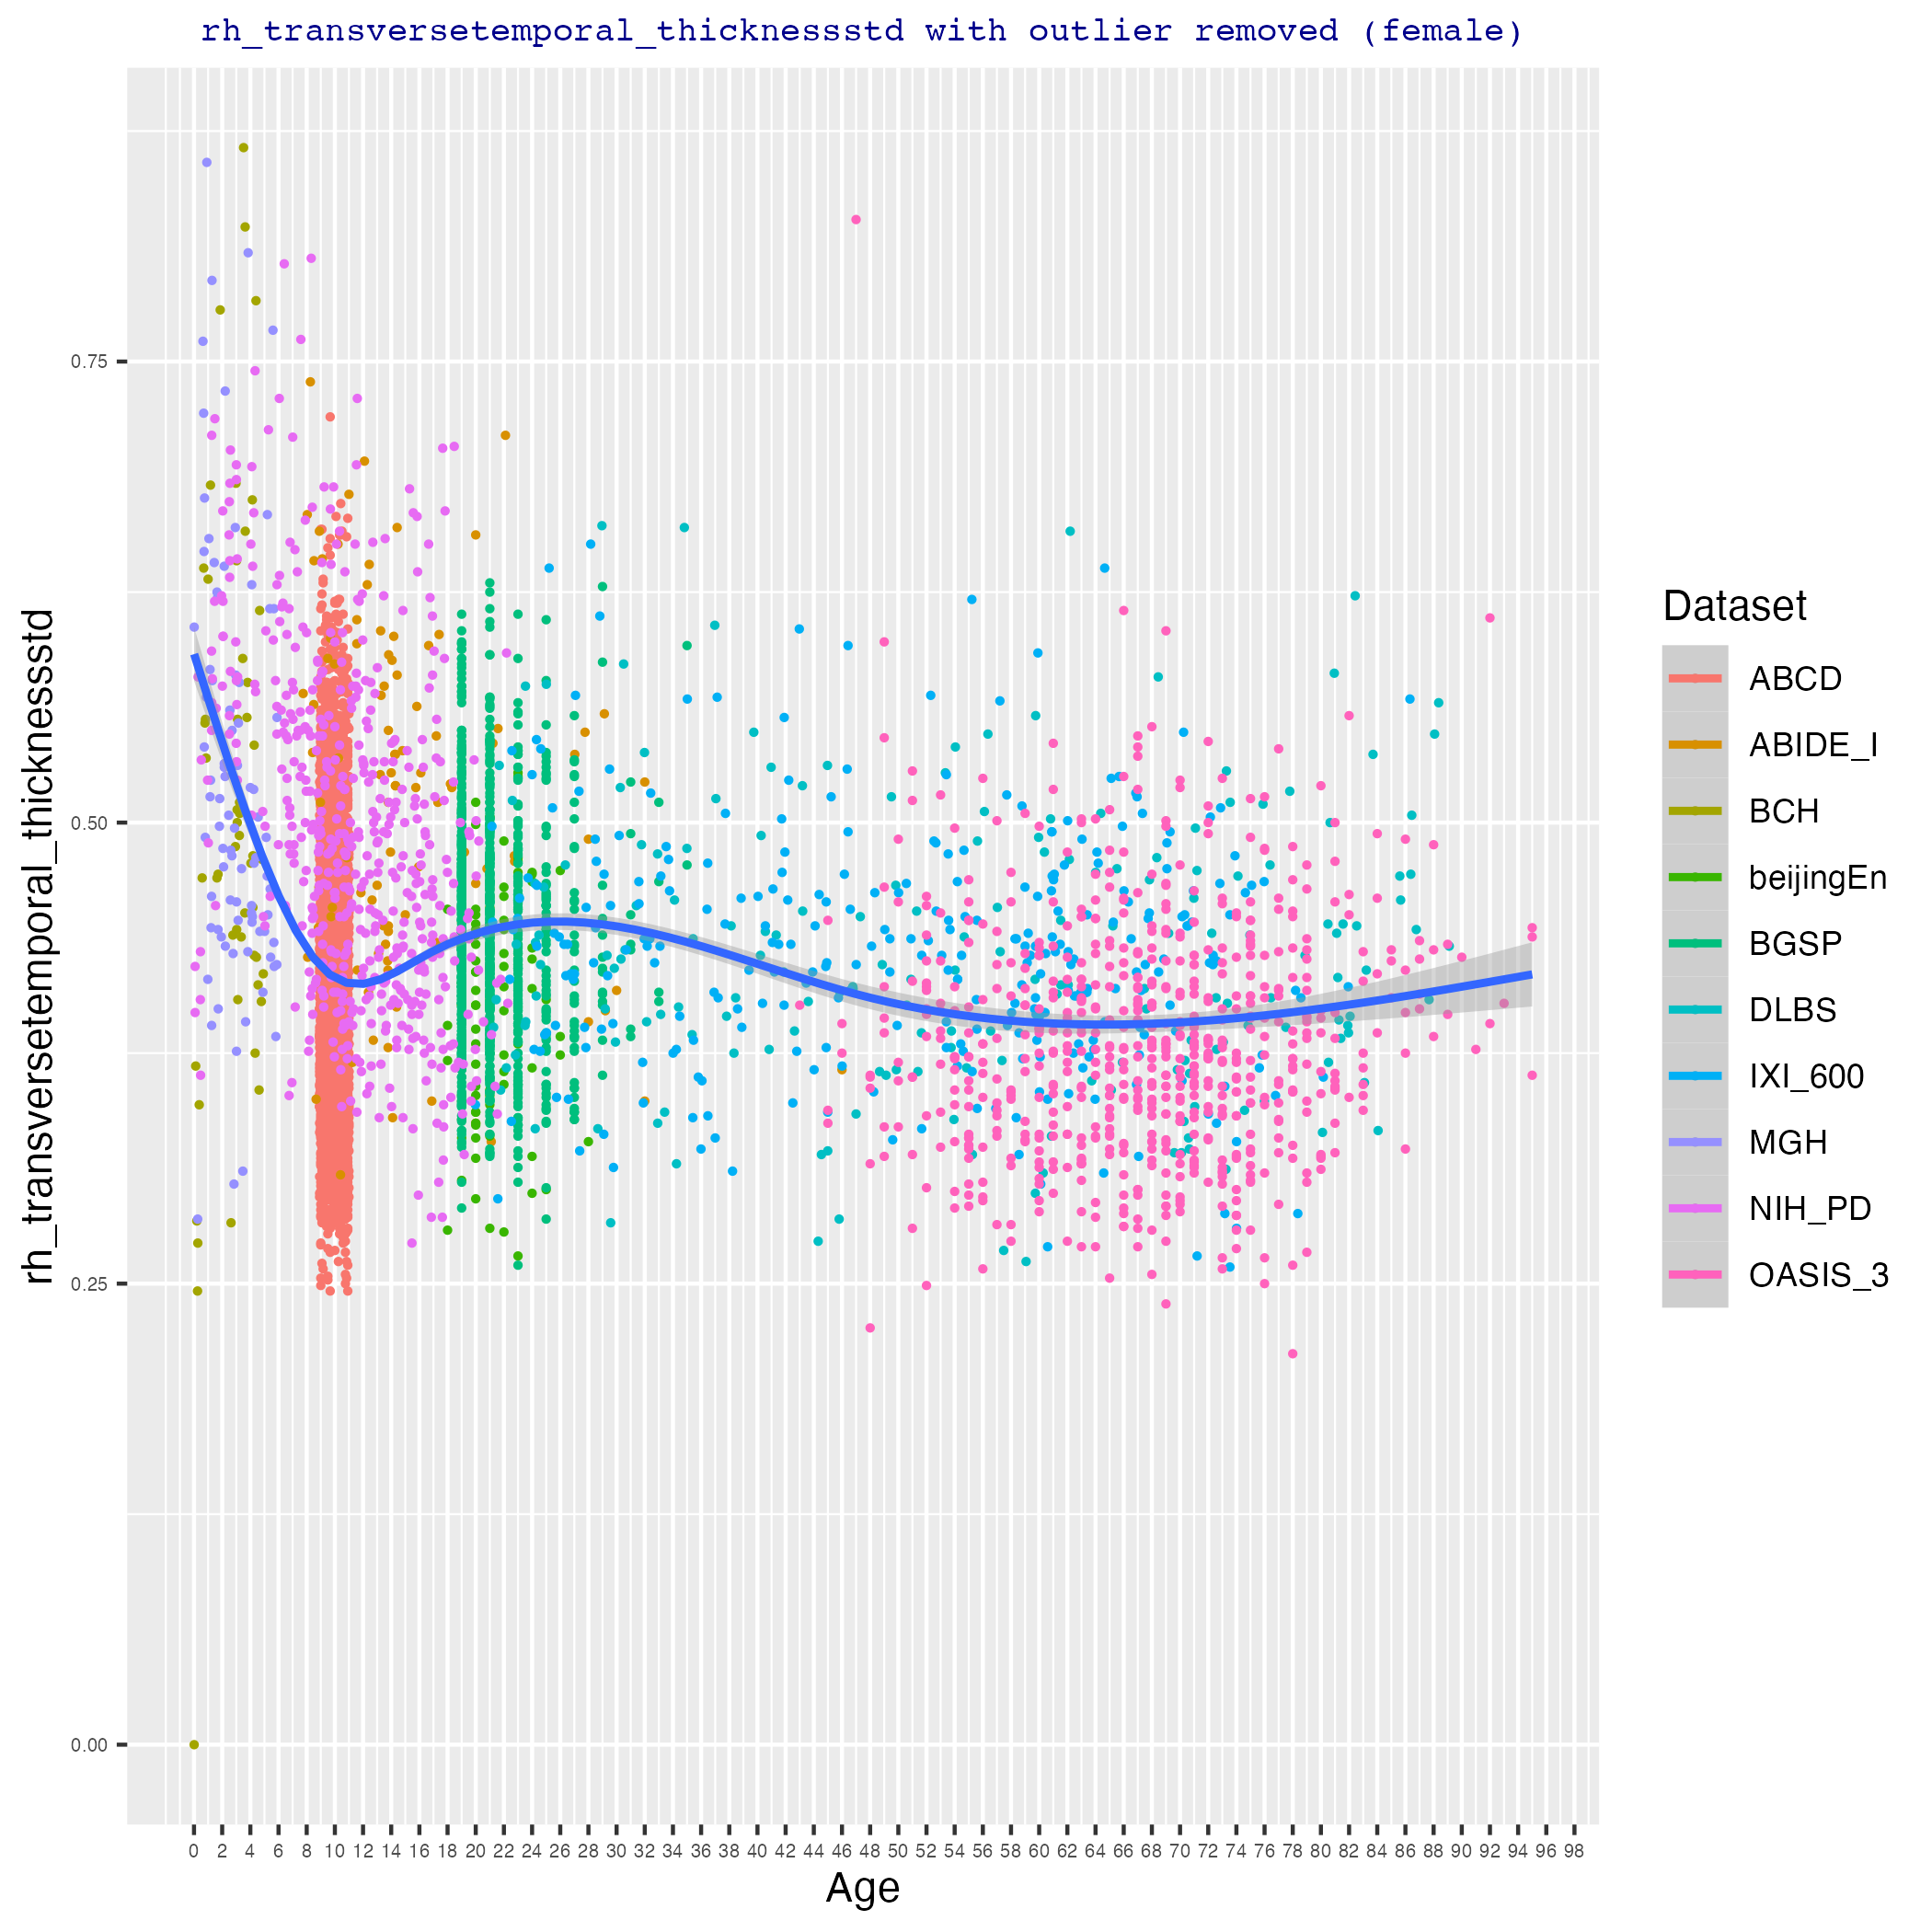 rh_transversetemporal_thicknessstd with outlier removed (female)
rh_transversetemporal_thicknessstd
0.75
0.50
0.25
0.00
0 2 4 6 8 10 12 14 16 18 20 22 24 26 28 30 32 34 36 38 40 42 44 46 48 50 52 54 56 58 60 62 64 66 68 70 72 74 76 78 80 82 84 86 88 90 92 94 96 98
Age
Dataset
ABCD
ABIDE_I
BCH
beijingEn
BGSP
DLBS
IXI_600
MGH
NIH_PD
OASIS_3